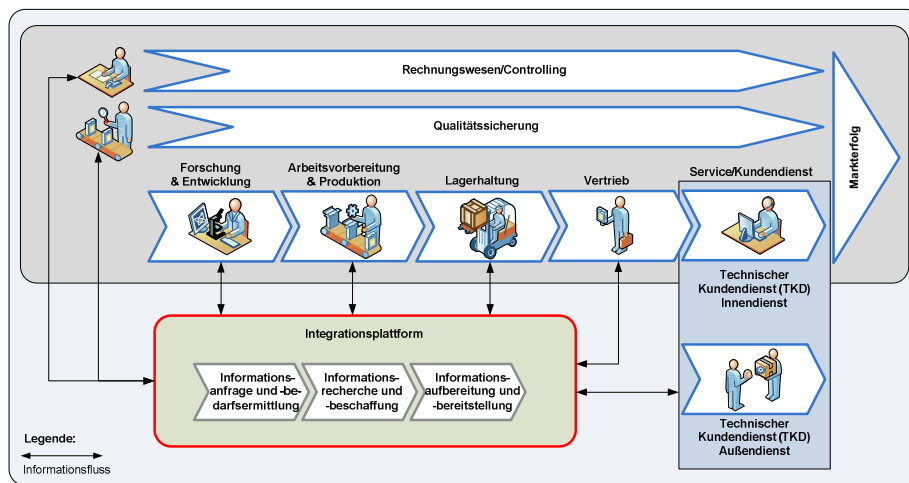 Rechnungswesen/Controlling
Qualitätssicherung
Markterfolg
Forschung
& Entwicklung
Arbeitsvorbereitung
& Produktion
Lagerhaltung
Vertrieb
Service/Kundendienst
Technischer
Kundendienst (TKD)
Innendienst
Integrationsplattform
Informations-
anfrage und -be-
darfsermittlung
Informations-
recherche und
-beschaffung
Informations-
aufbereitung und
-bereitstellung
Technischer
Kundendienst (TKD)
Außendienst
Legende:
Informationsfluss